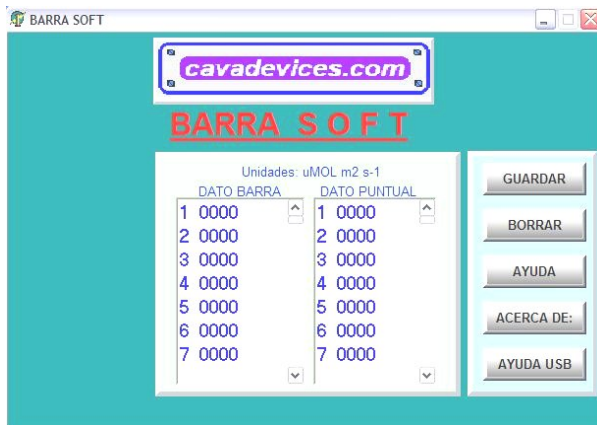 BARRA SOFT
cavadevices.com
BARRA S O F T
Unidades: uMOL m2 s-1
DATO BARRA DATO PUNTUAL
1 0000 1 0000
2 0000 2 0000
3 0000 3 0000
4 0000 4 0000
5 0000 5 0000
6 0000 6 0000
7 0000 7 0000
GUARDAR
BORRAR
AYUDA
ACERCA DE:
AYUDA USB